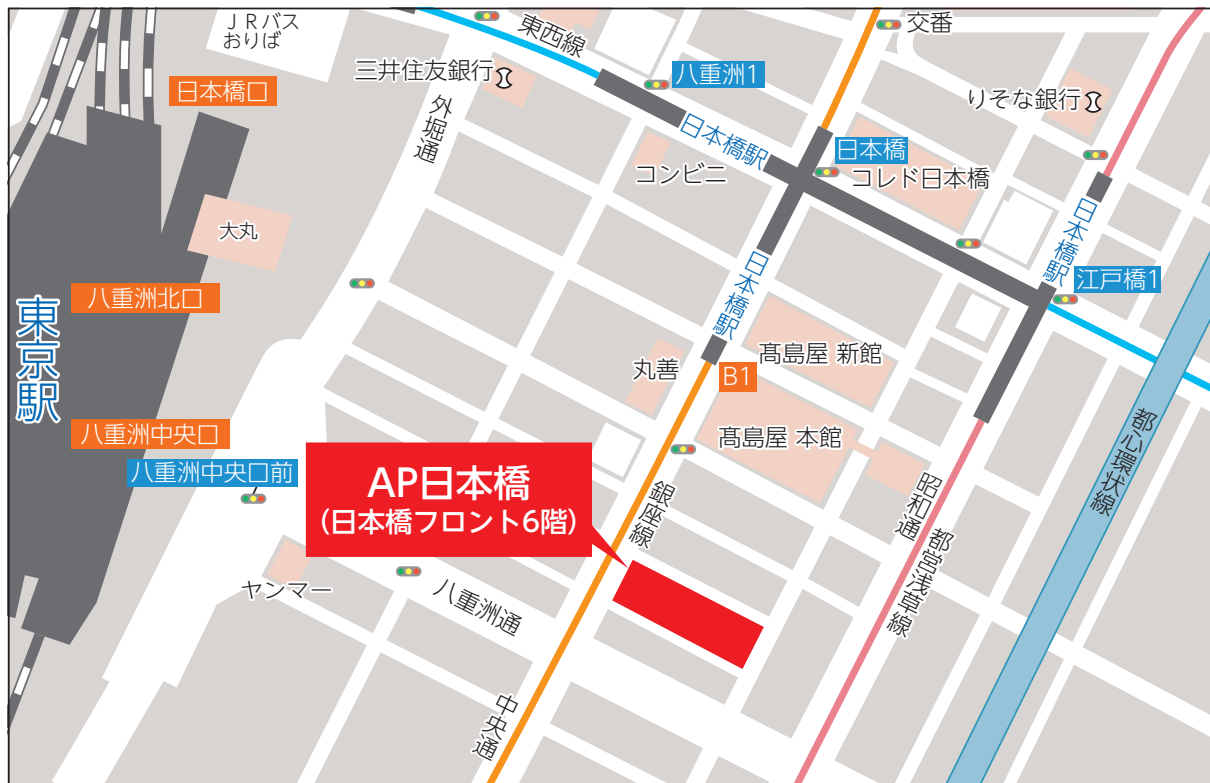 ＪＲバス
おりば
日本橋口
三井住友銀行
外堀通
東西線
八重洲1
交番
りそな銀行
日本橋駅
日本橋
コレド日本橋
コンビニ
大丸
日本橋駅
日本橋駅
江戸橋1
八重洲北口
東京駅
丸善
B1
髙島屋 新館
髙島屋 本館
八重洲中央口
八重洲中央口前
AP日本橋
(日本橋フロント6階)
銀座線
昭和通
都営浅草線
都心環状線
ヤンマー
八重洲通
中央通